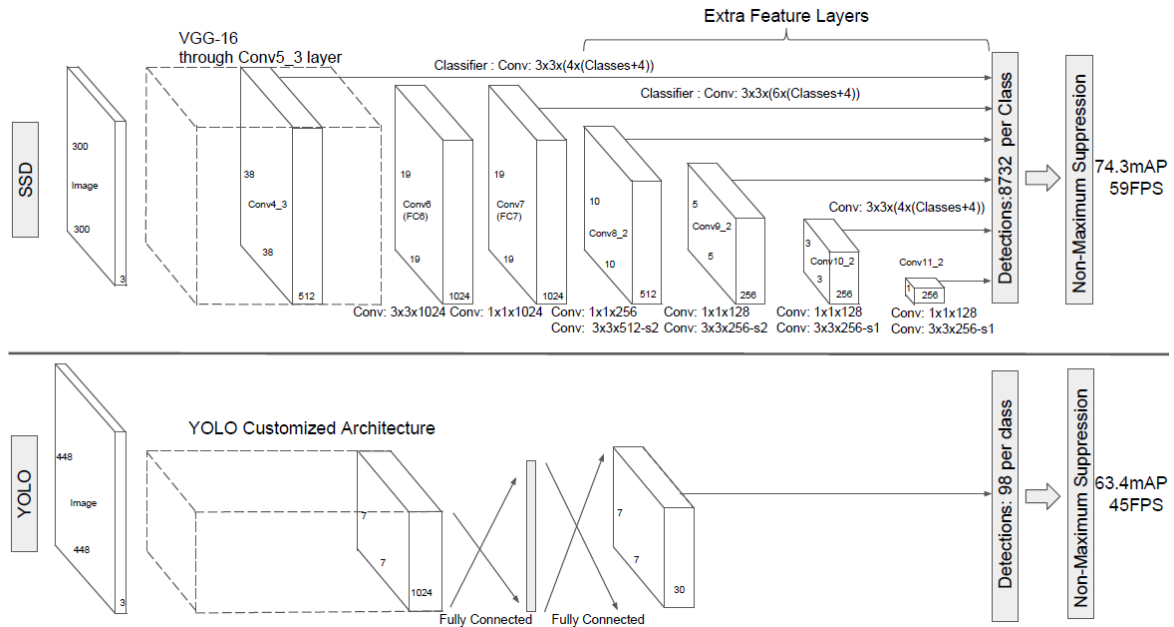 Extra Feature Layers
VGG-16
through Conv5_3 layer
Classifier : Conv: 3x3x(4x(Classes+4))
Classifier : Conv: 3x3x(6x(Classes+4))
SSD
300
Image
300
3
38
Conv4_3
38
512
19
Conv6
(FC6)
19
1024
19
Conv7
(FC7)
19
1024
10
Conv8_2
10
512
5
Conv9_2
5
256
Conv: 3x3x(4x(Classes+4))
3
Conv10_2
3
256
Conv11_2
1
256
Conv: 3x3x1024
Conv: 1x1x1024
Conv: 1x1x256
Conv: 3x3x512-s2
Conv: 1x1x128
Conv: 3x3x256-s2
Conv: 1x1x128
Conv: 3x3x256-s1
Conv: 1x1x128
Conv: 3x3x256-s1
Detections:8732 per Class
Non-Maximum Suppression
74.3mAP
59FPS
YOLO
448
Image
448
3
YOLO Customized Architecture
7
7
1024
Fully Connected
Fully Connected
7
7
30
Detections: 98 per class
Non-Maximum Suppression
63.4mAP
45FPS